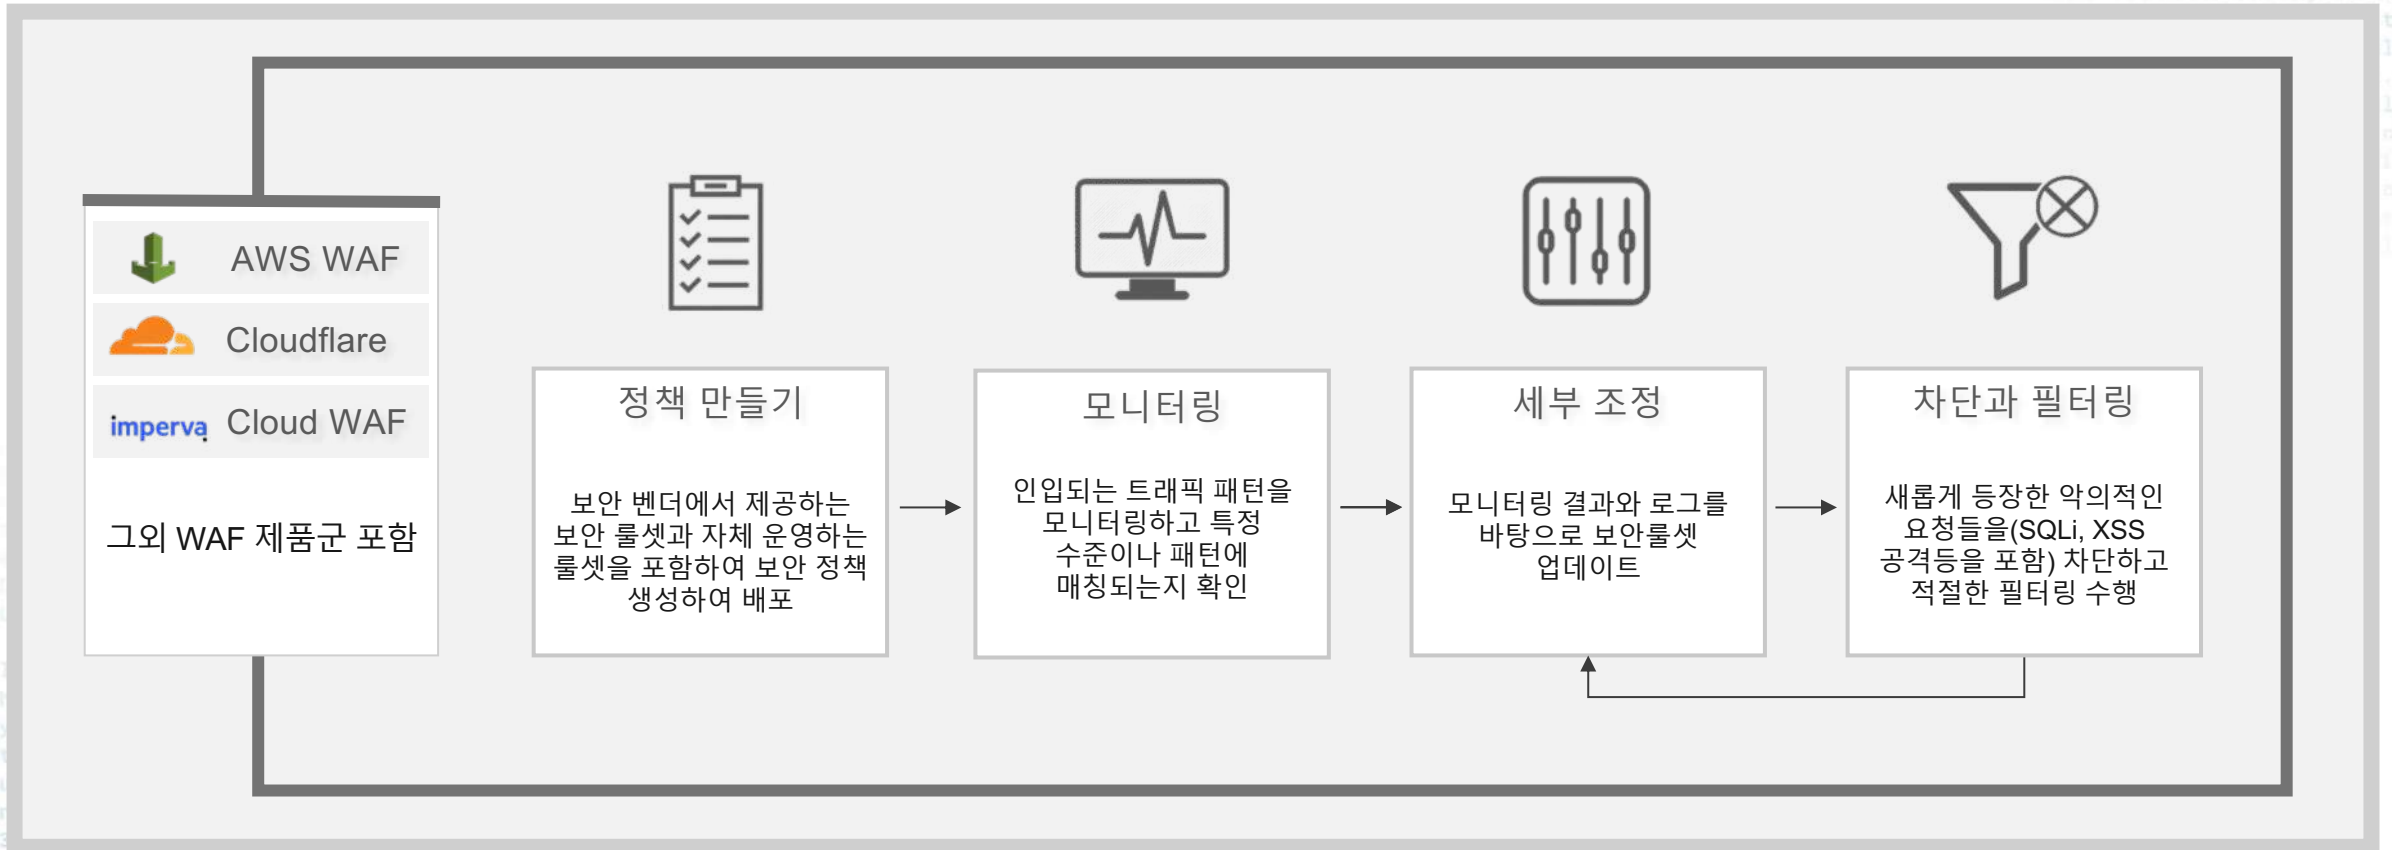 AWS WAF
Cloudflare
imperva Cloud WAF
그외 WAF 제품군 포함
정책 만들기
보안 벤더에서 제공하는
보안 룰셋과 자체 운영하는
룰셋을 포함하여 보안 정책
생성하여 배포
모니터링
인입되는 트래픽 패턴을
모니터링하고 특정
수준이나 패턴에
매칭되는지 확인
세부 조정
모니터링 결과와 로그를
바탕으로 보안룰셋
업데이트
차단과 필터링
새롭게 등장한 악의적인
요청들을(SQLi, XSS
공격등을 포함) 차단하고
적절한 필터링 수행